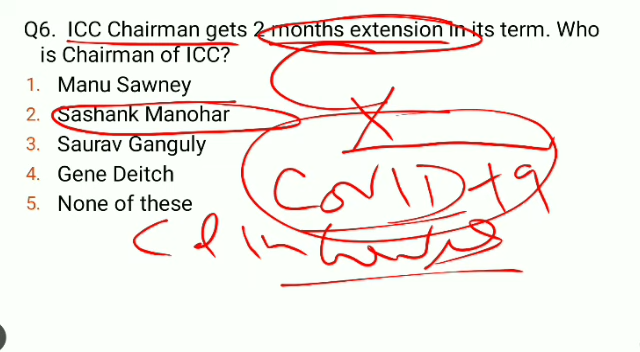 Q6. ICC Chairman gets 2 months extension in its term. Who
is Chairman of ICC?
1. Manu Sawney
2. Sashank Manohar
3. Saurav Ganguly
4. Gene Deitch
5. None of these
COVID 19